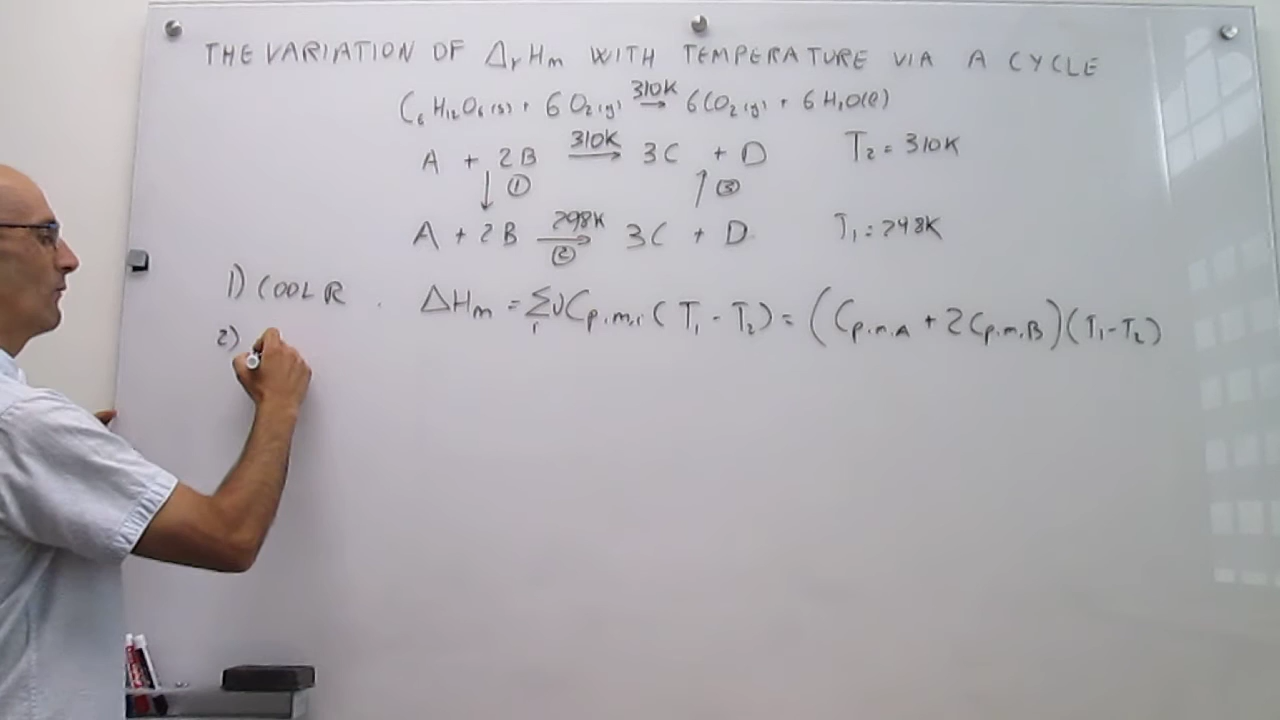 THE VARIATION OF ΔrHm WITH TEMPERATURE VIA A CYCLE
C6H12O6(s) + 6O2(g) 310K → 6CO2(g) + 6H2O(l)
A + 2B 310K → 3C + D T2 = 310K
↓ ① ↑ ③
A + 2B 298K → ② 3C + D. T1 = 298K
1) COOL R. ΔHm = Σi νCp.m.i (T1 - T2) = (Cp.m.A + 2Cp.m.B)(T1-T2)
2)